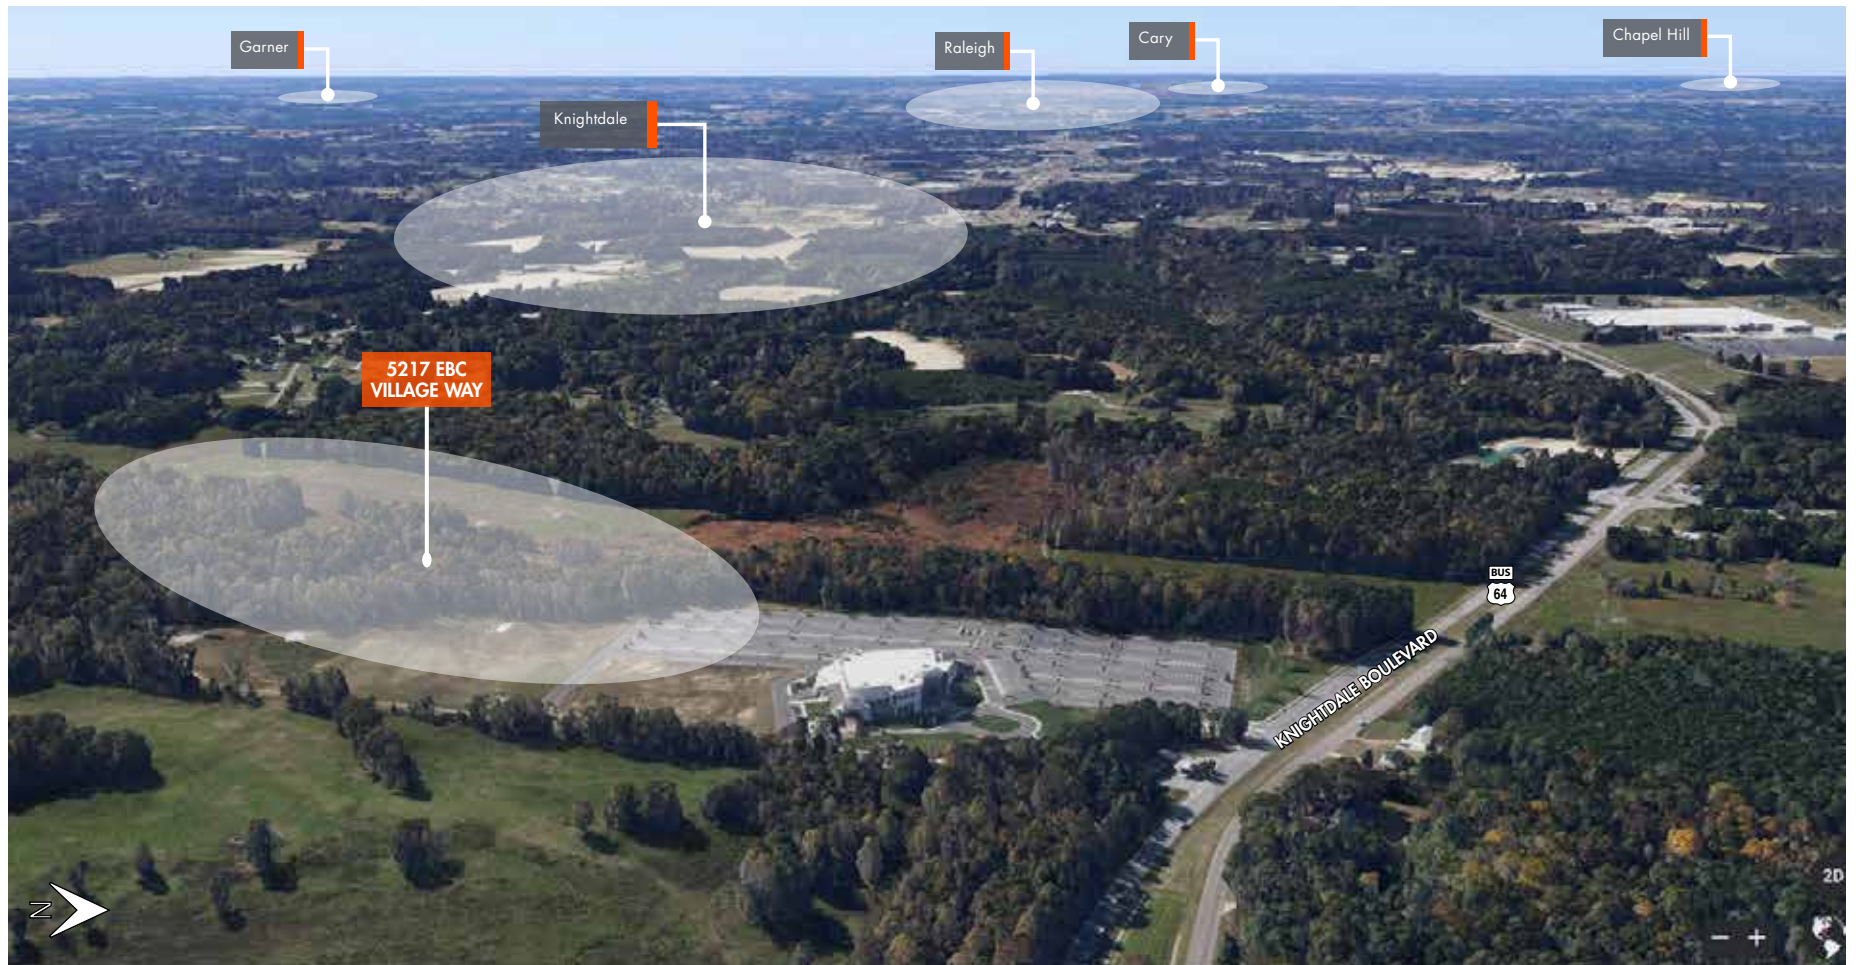 Garner
Raleigh
Cary
Chapel Hill
Knightdale
5217 EBC
VILLAGE WAY
BUS
64
KNIGHTDALE BOULEVARD
N
2D